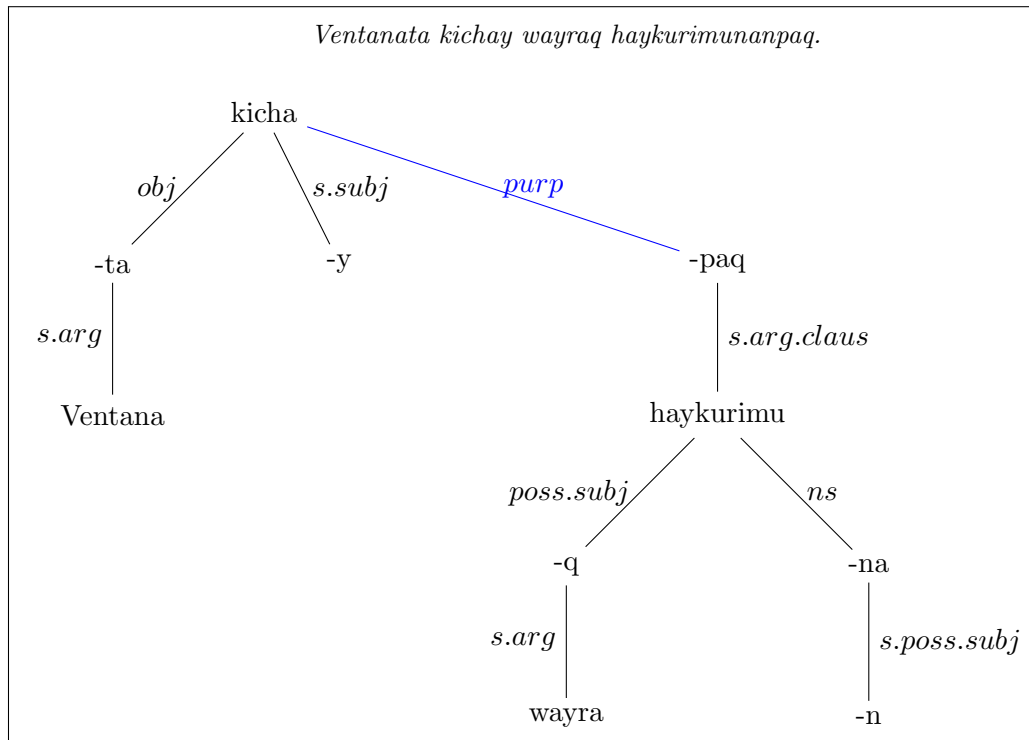 Ventanata kichay wayraq haykurimunanpaq.
kicha
obj s.subj purp
-ta -y -paq
s.arg s.arg.claus
Ventana haykurimu
poss.subj ns
-q -na
s.arg s.poss.subj
wayra -n